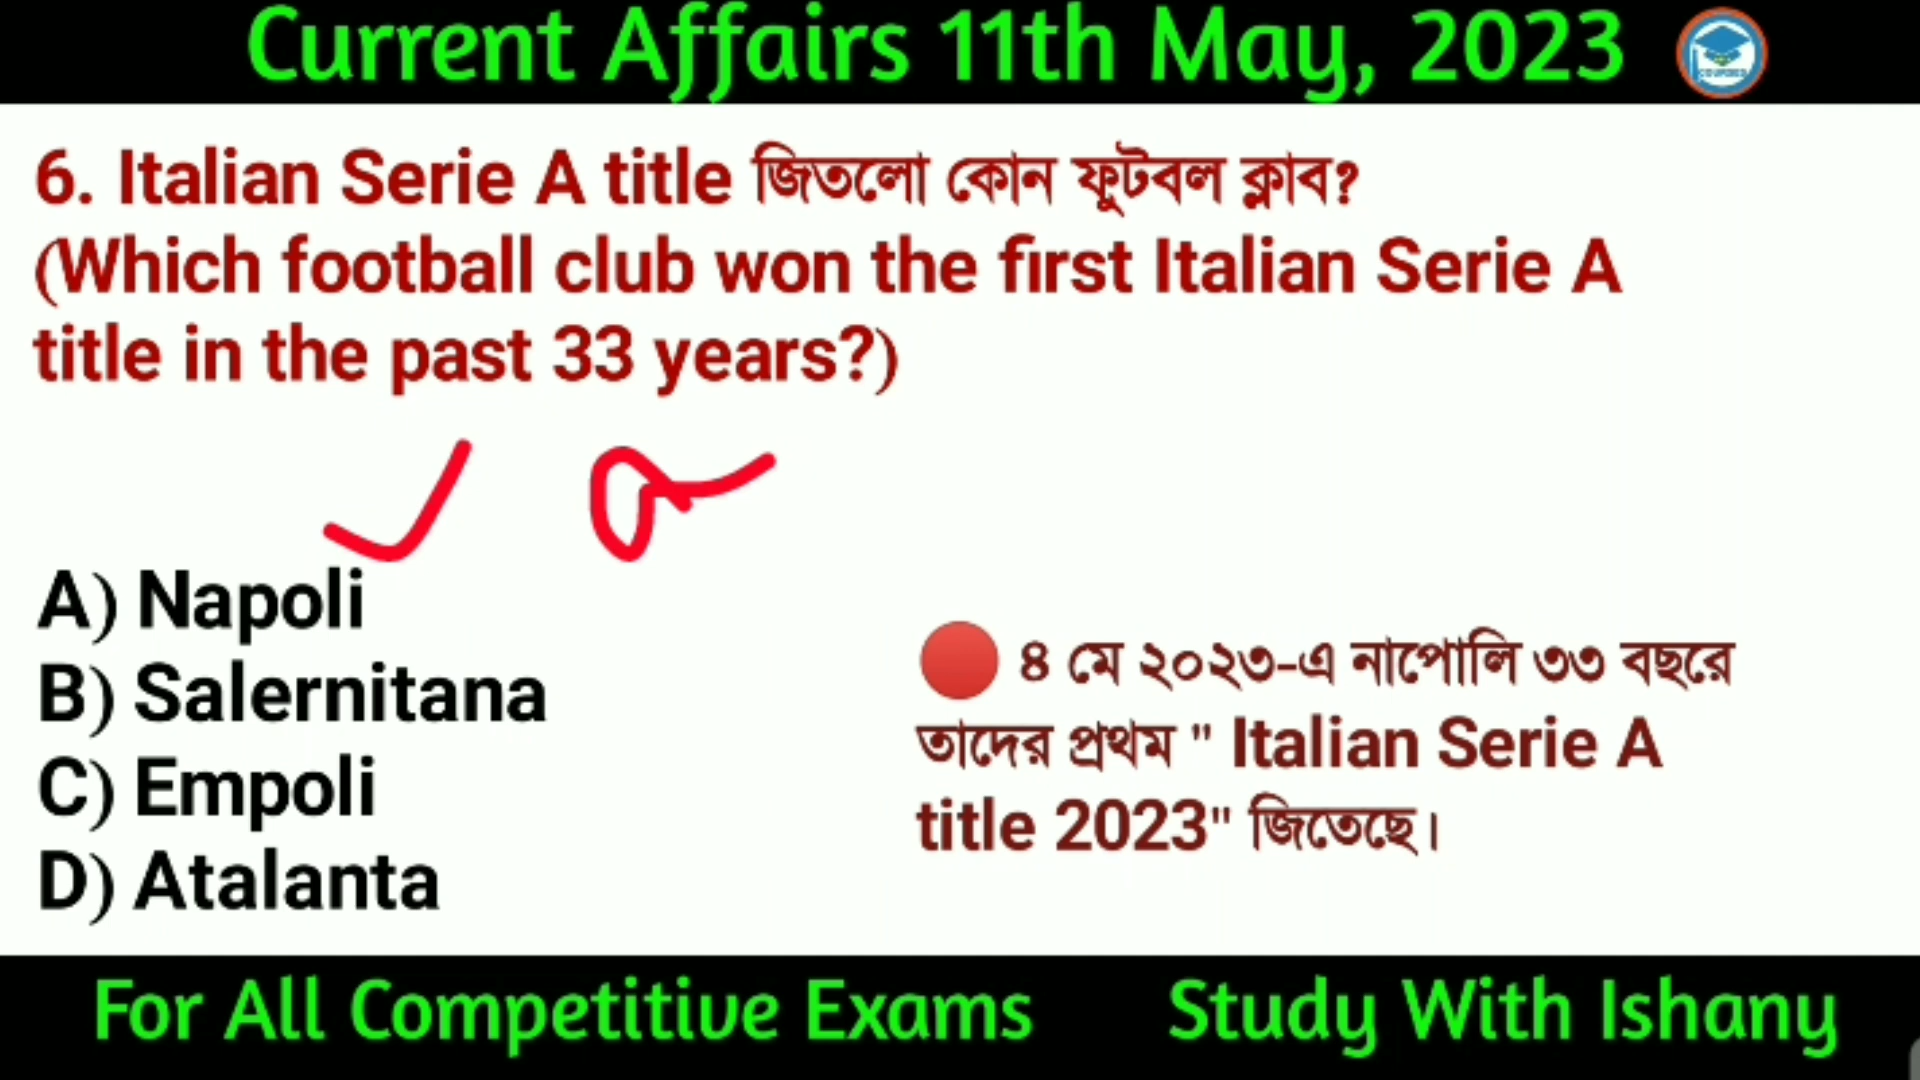 Current Affairs 11th May, 2023
6. Italian Serie A title জিতলো কোন ফুটবল ক্লাব?
(Which football club won the first Italian Serie A
title in the past 33 years?)
A) Napoli
B) Salernitana
C) Empoli
D) Atalanta
৪ মে ২০২৩-এ নাপোলি ৩৩ বছরে
তাদের প্রথম " Italian Serie A
title 2023" জিতেছে।
For All Competitive Exams
Study With Ishany